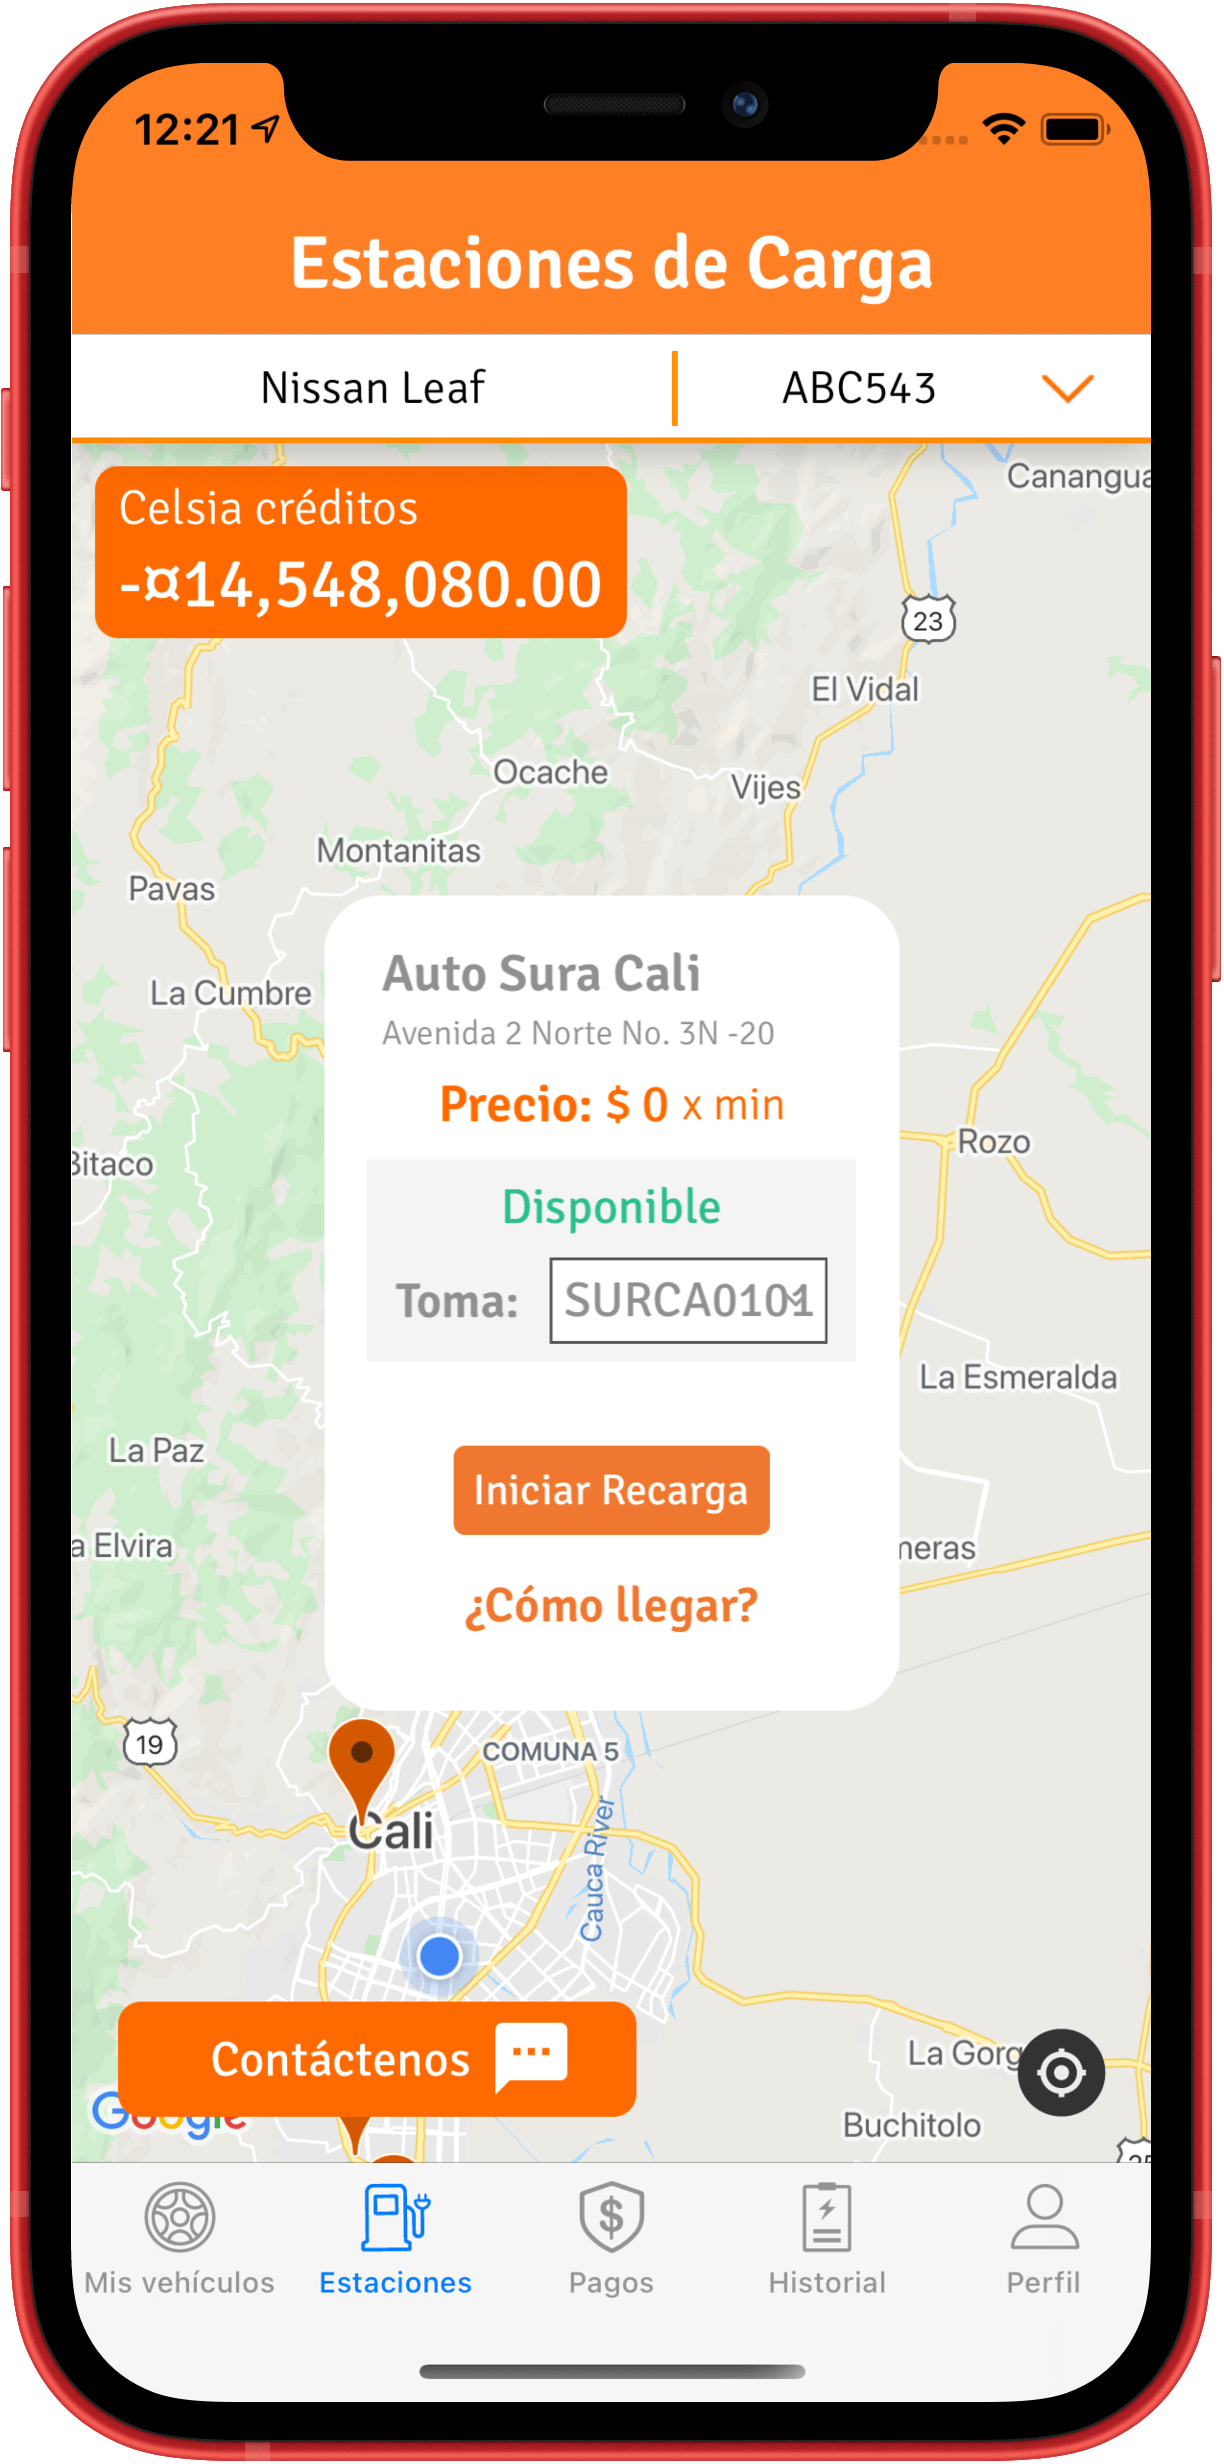 12:21
Estaciones de Carga
Nissan Leaf
ABC543
Canangua
Celsia créditos
-¤14,548,080.00
23
El Vidal
Ocache
Vijes
Montanitas
Pavas
La Cumbre
Auto Sura Cali
Avenida 2 Norte No. 3N -20
Precio: $ 0 x min
Rozo
Bitaco
Disponible
Toma: SURCA0101
La Esmeralda
La Paz
Iniciar Recarga
a Elvira
neras
¿Cómo llegar?
19
COMUNA 5
Cali
Cauca River
Contáctenos
La Gorg
Google
Buchitolo
Mis vehículos
Estaciones
Pagos
Historial
Perfil